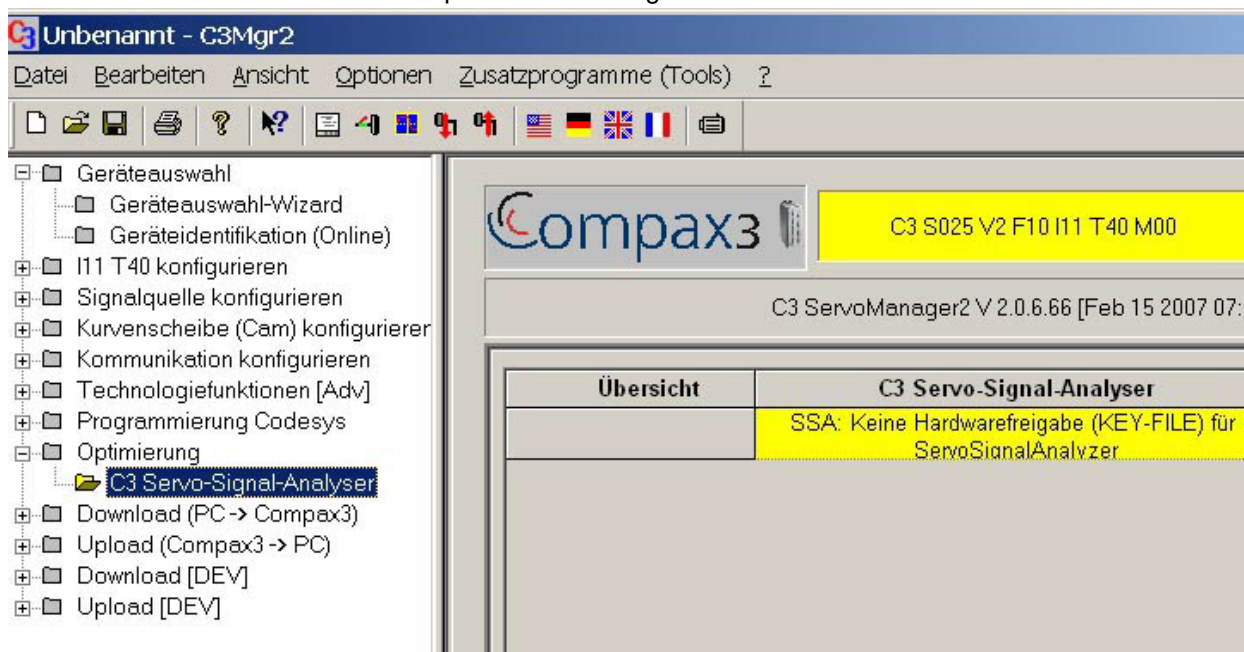 Unbenannt - C3Mgr2
Datei Bearbeiten Ansicht Optionen Zusatzprogramme (Tools) ?
Geräteauswahl
Geräteauswahl-Wizard
Geräteidentifikation (Online)
I11 T40 konfigurieren
Signalquelle konfigurieren
Kurvenscheibe (Cam) konfigurieren
Kommunikation konfigurieren
Technologiefunktionen [Adv]
Programmierung Codesys
Optimierung
C3 Servo-Signal-Analyser
Download (PC -> Compax3)
Upload (Compax3 -> PC)
Download [DEV]
Upload [DEV]
Compax3
C3 S025 V2 F10 I11 T40 M00
C3 ServoManager2 V 2.0.6.66 [Feb 15 2007 07:
Übersicht C3 Servo-Signal-Analyser
SSA: Keine Hardwarefreigabe (KEY-FILE) für
ServoSignalAnalyzer